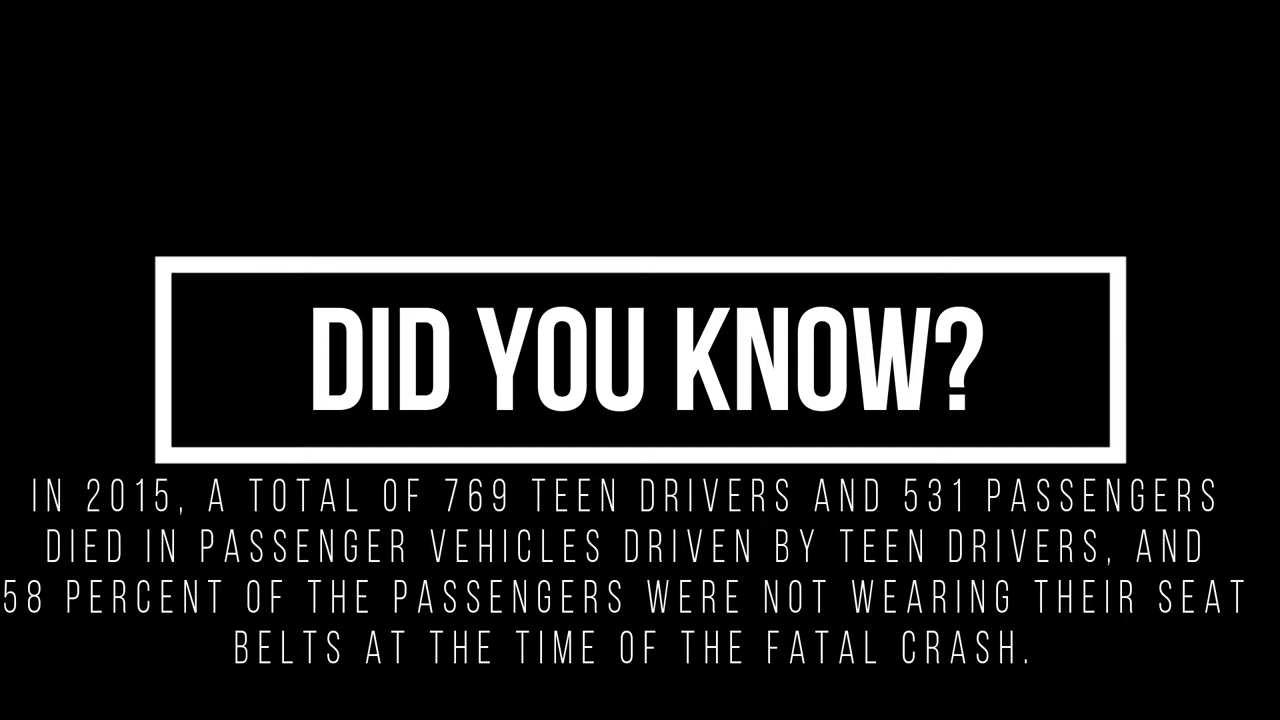 DID YOU KNOW?
IN 2015, A TOTAL OF 769 TEEN DRIVERS AND 531 PASSENGERS
DIED IN PASSENGER VEHICLES DRIVEN BY TEEN DRIVERS, AND
58 PERCENT OF THE PASSENGERS WERE NOT WEARING THEIR SEAT
BELTS AT THE TIME OF THE FATAL CRASH.